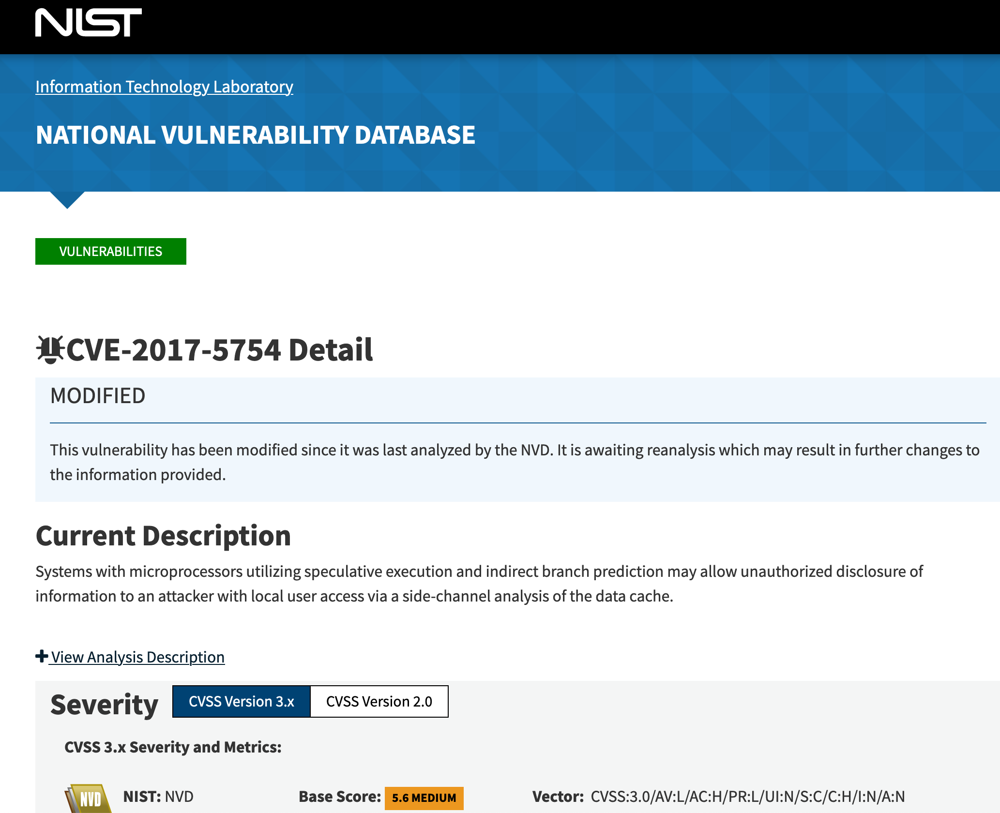 NIST
Information Technology Laboratory
NATIONAL VULNERABILITY DATABASE
VULNERABILITIES
CVE-2017-5754 Detail
MODIFIED
This vulnerability has been modified since it was last analyzed by the NVD. It is awaiting reanalysis which may result in further changes to
the information provided.
Current Description
Systems with microprocessors utilizing speculative execution and indirect branch prediction may allow unauthorized disclosure of
information to an attacker with local user access via a side-channel analysis of the data cache.
View Analysis Description
Severity CVSS Version 3.x CVSS Version 2.0
CVSS 3.x Severity and Metrics:
NVD NIST: NVD Base Score: 5.6 MEDIUM Vector: CVSS:3.0/AV:L/AC:H/PR:L/UI:N/S:C/C:H/I:N/A:N